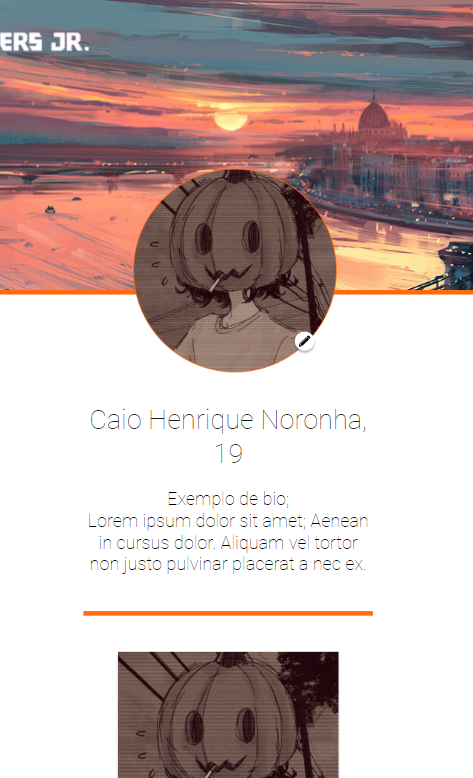 ERS JR.
Caio Henrique Noronha,
19
Exemplo de bio;
Lorem ipsum dolor sit amet; Aenean
in cursus dolor. Aliquam vel tortor
non justo pulvinar placerat a nec ex.